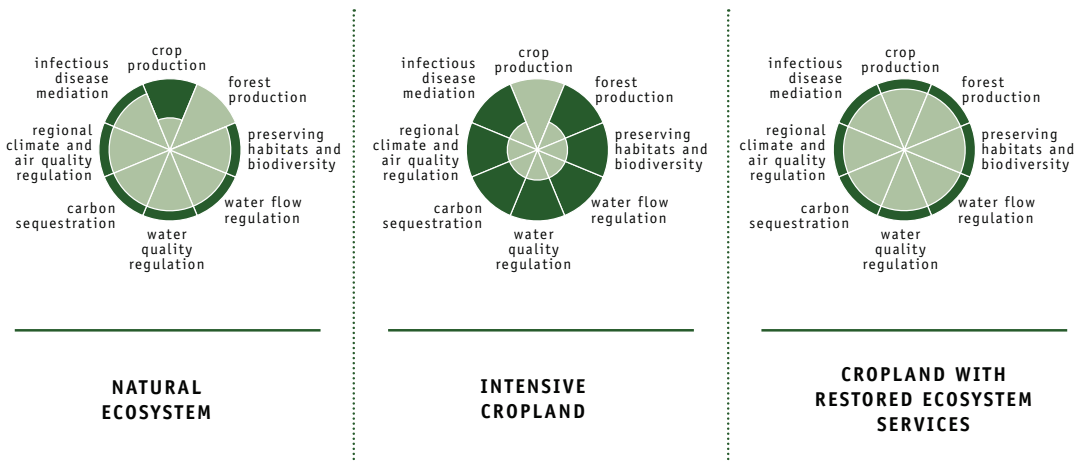 crop
production
forest
production
preserving
habitats and
biodiversity
water flow
regulation
water
quality
regulation
carbon
sequestration
regional
climate and
air quality
regulation
infectious
disease
mediation
NATURAL
ECOSYSTEM
crop
production
forest
production
preserving
habitats and
biodiversity
water flow
regulation
water
quality
regulation
carbon
sequestration
regional
climate and
air quality
regulation
infectious
disease
mediation
INTENSIVE
CROPLAND
crop
production
forest
production
preserving
habitats and
biodiversity
water flow
regulation
water
quality
regulation
carbon
sequestration
regional
climate and
air quality
regulation
infectious
disease
mediation
CROPLAND WITH
RESTORED ECOSYSTEM
SERVICES